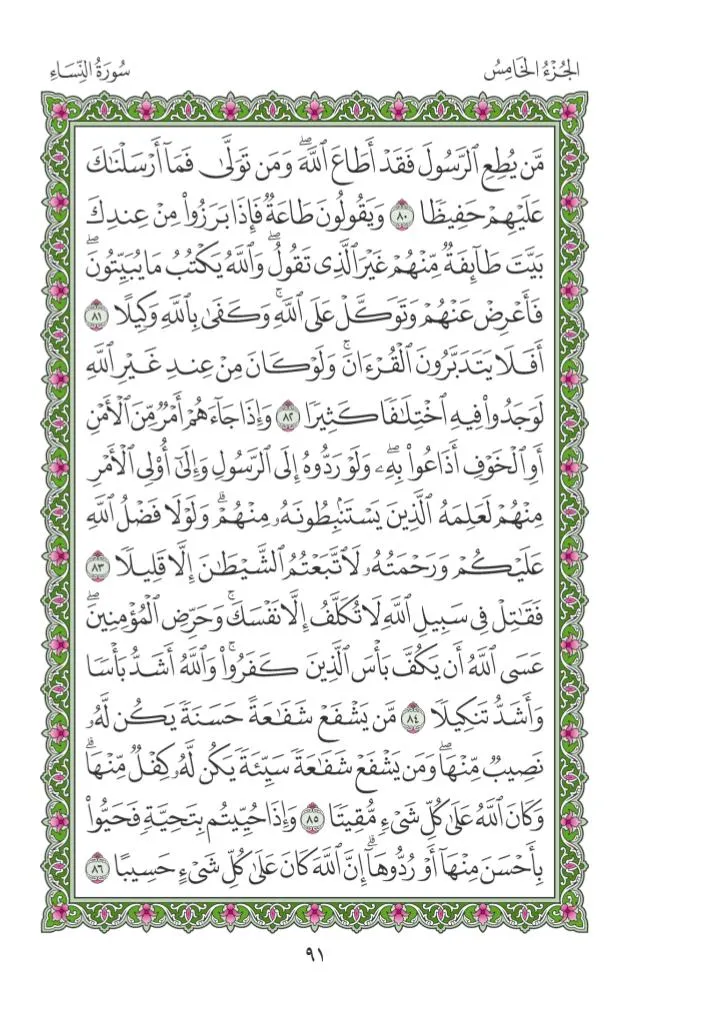 الجُزْءُ الخَامِسُ
سُورَةُ النِّسَاءِ
مَّن يُطِعِ ٱلرَّسُولَ فَقَدْ أَطَاعَ ٱللَّهَۖ وَمَن تَوَلَّىٰ فَمَآ أَرْسَلْنَٰكَ
عَلَيْهِمْ حَفِيظٗا ٨٠ وَيَقُولُونَ طَاعَةٞ فَإِذَا بَرَزُواْ مِنْ عِندِكَ
بَيَّتَ طَآئِفَةٞ مِّنْهُمْ غَيْرَ ٱلَّذِي تَقُولُۖ وَٱللَّهُ يَكْتُبُ مَا يُبَيِّتُونَۖ
فَأَعْرِضْ عَنْهُمْ وَتَوَكَّلْ عَلَى ٱللَّهِۚ وَكَفَىٰ بِٱللَّهِ وَكِيلًا ٨١
أَفَلَا يَتَدَبَّرُونَ ٱلْقُرْءَانَۚ وَلَوْ كَانَ مِنْ عِندِ غَيْرِ ٱللَّهِ
لَوَجَدُواْ فِيهِ ٱخْتِلَٰفٗا كَثِيرٗا ٨٢ وَإِذَا جَآءَهُمْ أَمْرٞ مِّنَ ٱلْأَمْنِ
أَوِ ٱلْخَوْفِ أَذَاعُواْ بِهِۦۖ وَلَوْ رَدُّوهُ إِلَى ٱلرَّسُولِ وَإِلَىٰٓ أُوْلِي ٱلْأَمْرِ
مِنْهُمْ لَعَلِمَهُ ٱلَّذِينَ يَسْتَنۢبِطُونَهُۥ مِنْهُمْۗ وَلَوْلَا فَضْلُ ٱللَّهِ
عَلَيْكُمْ وَرَحْمَتُهُۥ لَٱتَّبَعْتُمُ ٱلشَّيْطَٰنَ إِلَّا قَلِيلٗا ٨٣
فَقَٰتِلْ فِي سَبِيلِ ٱللَّهِ لَا تُكَلَّفُ إِلَّا نَفْسَكَۚ وَحَرِّضِ ٱلْمُؤْمِنِينَۖ
عَسَى ٱللَّهُ أَن يَكُفَّ بَأْسَ ٱلَّذِينَ كَفَرُواْۚ وَٱللَّهُ أَشَدُّ بَأْسٗا
وَأَشَدُّ تَنكِيلٗا ٨٤ مَّن يَشْفَعْ شَفَٰعَةً حَسَنَةٗ يَكُن لَّهُۥ
نَصِيبٞ مِّنْهَاۖ وَمَن يَشْفَعْ شَفَٰعَةٗ سَيِّئَةٗ يَكُن لَّهُۥ كِفْلٞ مِّنْهَاۗ
وَكَانَ ٱللَّهُ عَلَىٰ كُلِّ شَيْءٖ مُّقِيتٗا ٨٥ وَإِذَا حُيِّيتُم بِتَحِيَّةٖ فَحَيُّواْ
بِأَحْسَنَ مِنْهَآ أَوْ رُدُّوهَآۗ إِنَّ ٱللَّهَ كَانَ عَلَىٰ كُلِّ شَيْءٍ حَسِيبًا ٨٦
٩١